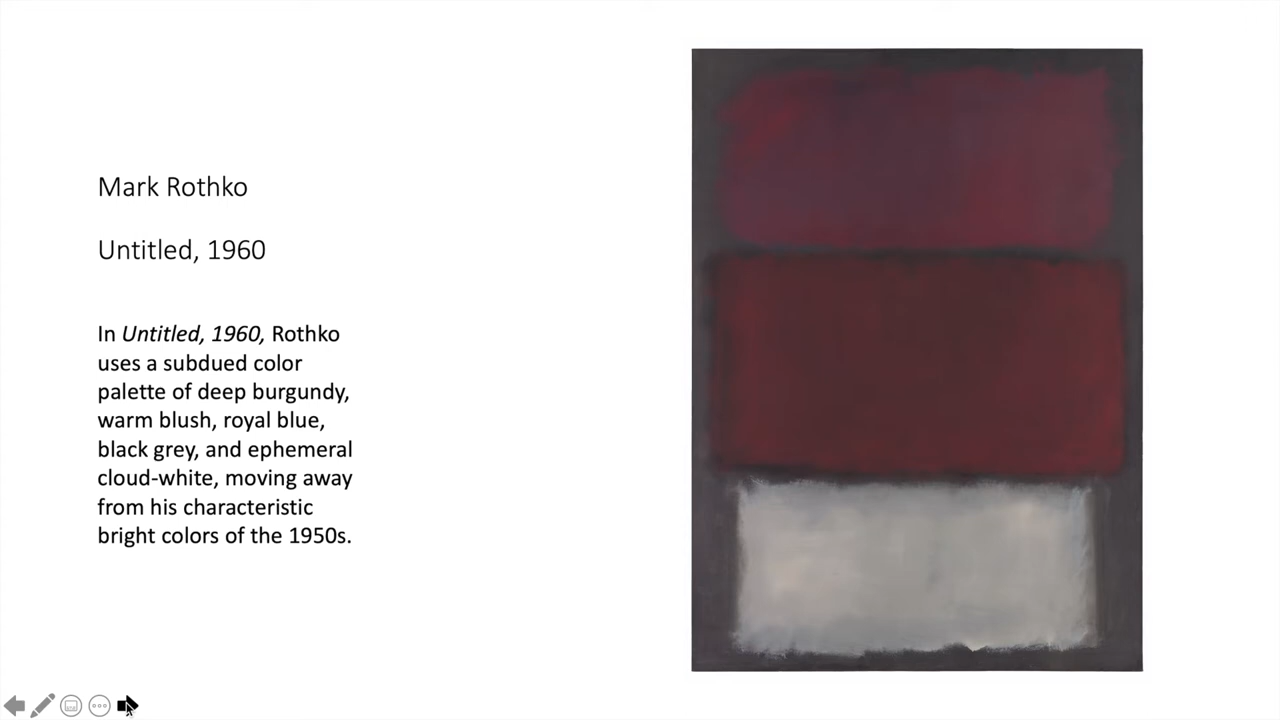 Mark Rothko
Untitled, 1960
In Untitled, 1960, Rothko
uses a subdued color
palette of deep burgundy,
warm blush, royal blue,
black grey, and ephemeral
cloud-white, moving away
from his characteristic
bright colors of the 1950s.